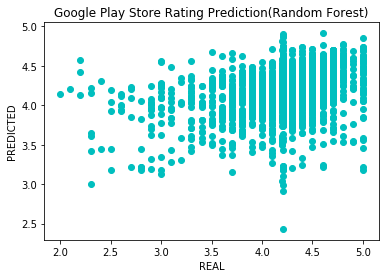 Google Play Store Rating Prediction(Random Forest)
5.0
4.5
4.0
3.5
3.0
2.5
PREDICTED
2.0 2.5 3.0 3.5 4.0 4.5 5.0
REAL